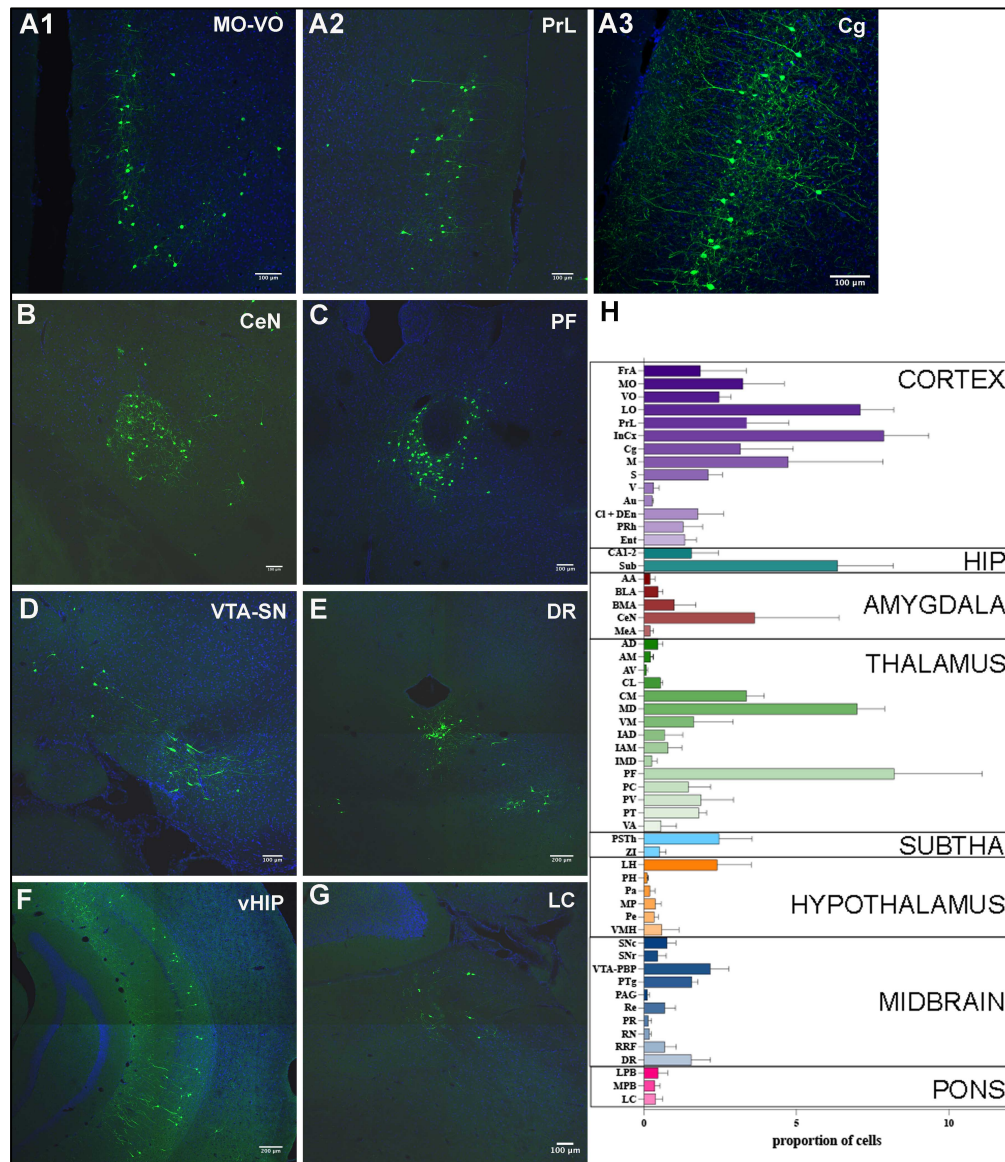 A1 MO-VO
100 µm
A2 PrL
100 µm
A3 Cg
100 µm
B CeN
C PF
100 µm
D VTA-SN
100 µm
E DR
200 µm
F vHIP
200 µm
G LC
100 µm
H
CORTEX
FrA
MO
VO
LO
PrL
InCx
Cg
M
S
V
Au
Cl + DEn
PRh
Ent
HIP
CA1-2
Sub
AMYGDALA
AA
BLA
BMA
CeN
MeA
THALAMUS
AD
AM
AV
CL
CM
MD
VM
IAD
IAM
IMD
PF
PC
PV
PT
VA
SUBTHA
PSTh
ZI
HYPOTHALAMUS
LH
PH
Pa
MP
Pe
VMH
MIDBRAIN
SNc
SNr
VTA-PBP
PTg
PAG
Re
PR
RN
RRF
DR
PONS
LPB
MPB
LC
0 5 10
proportion of cells